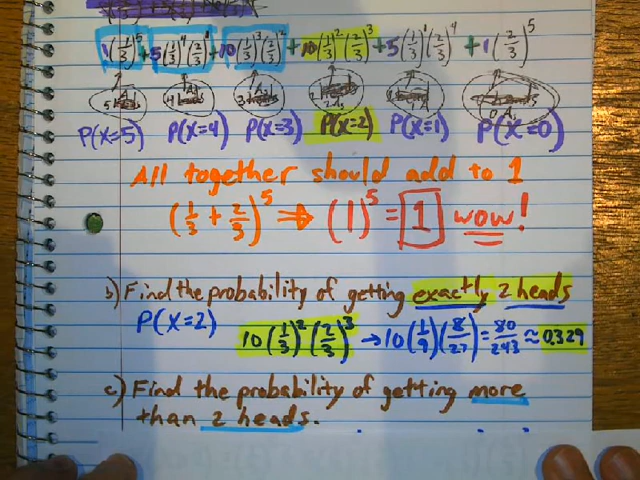 1(1/3)^5 + 5(1/3)^4(2/3)^1 + 10(1/3)^3(2/3)^2 + 10(1/3)^2(2/3)^3 + 5(1/3)^1(2/3)^4 + 1(2/3)^5
P(X=5) P(X=4) P(X=3) P(X=2) P(X=1) P(X=0)
All together should add to 1
(1/3 + 2/3)^5 ⇒ (1)^5 = 1 wow!
b) Find the probability of getting exactly 2 heads
P(X=2) 10(1/3)^2(2/3)^3 → 10(1/9)(8/27) = 80/243 ≈ 0.329
c) Find the probability of getting more
than 2 heads.